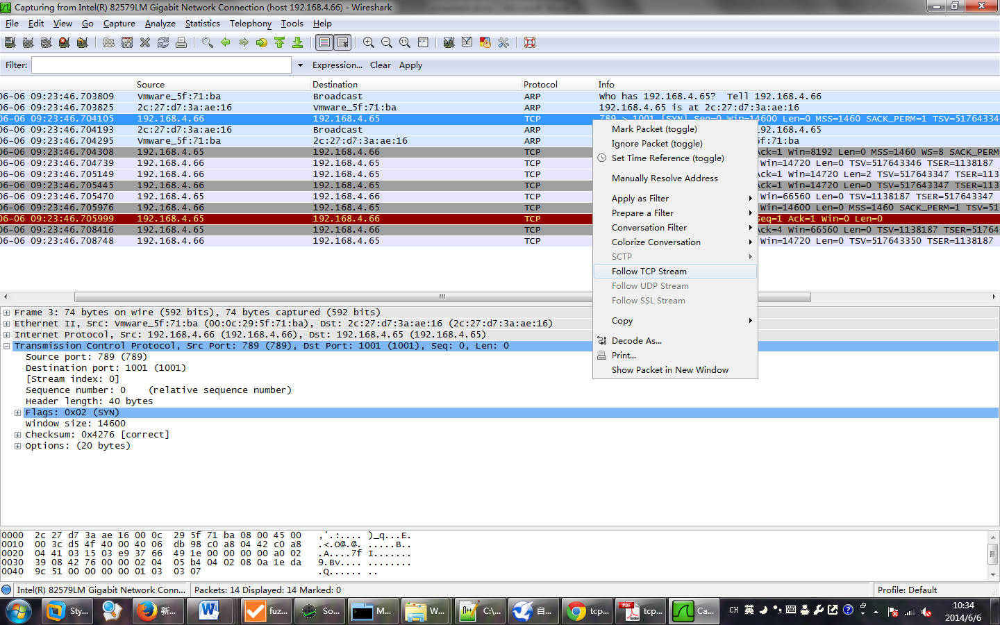 Capturing from Intel(R) 82579LM Gigabit Network Connection (host 192.168.4.66) - Wireshark
File Edit View Go Capture Analyze Statistics Telephony Tools Help
Filter: Expression... Clear Apply
Source Destination Protocol Info
06-06 09:23:46.703809 Vmware_5f:71:ba Broadcast ARP Who has 192.168.4.65? Tell 192.168.4.66
06-06 09:23:46.703825 2c:27:d7:3a:ae:16 Vmware_5f:71:ba ARP 192.168.4.65 is at 2c:27:d7:3a:ae:16
06-06 09:23:46.704105 192.168.4.66 192.168.4.65 TCP 789 > 1001 [SYN] Seq=0 Win=14600 Len=0 MSS=1460 SACK_PERM=1 TSV=51764334
06-06 09:23:46.704193 2c:27:d7:3a:ae:16 Broadcast ARP 192.168.4.65
06-06 09:23:46.704295 Vmware_5f:71:ba 2c:27:d7:3a:ae:16 ARP 5f:71:ba
06-06 09:23:46.704308 192.168.4.65 192.168.4.66 TCP Ack=1 Win=8192 Len=0 MSS=1460 WS=8 SACK_PERM=
06-06 09:23:46.704739 192.168.4.66 192.168.4.65 TCP Win=14720 Len=0 TSV=517643346 TSER=1138187
06-06 09:23:46.705149 192.168.4.66 192.168.4.65 TCP Ack=1 Win=14720 Len=2 TSV=517643347 TSER=113
06-06 09:23:46.705445 192.168.4.66 192.168.4.65 TCP Ack=1 Win=14720 Len=0 TSV=517643347 TSER=113
06-06 09:23:46.705470 192.168.4.65 192.168.4.66 TCP Win=66560 Len=0 TSV=1138187 TSER=517643347
06-06 09:23:46.705976 192.168.4.66 192.168.4.65 TCP Win=14600 Len=0 MSS=1460 SACK_PERM=1 TSV=51
06-06 09:23:46.705999 192.168.4.65 192.168.4.66 TCP Seq=1 Ack=1 Win=0 Len=0
06-06 09:23:46.708416 192.168.4.65 192.168.4.66 TCP Ack=4 Win=66560 Len=0 TSV=1138187 TSER=51764
06-06 09:23:46.708748 192.168.4.66 192.168.4.65 TCP Win=14720 Len=0 TSV=517643350 TSER=1138187
Mark Packet (toggle)
Ignore Packet (toggle)
Set Time Reference (toggle)
Manually Resolve Address
Apply as Filter
Prepare a Filter
Conversation Filter
Colorize Conversation
SCTP
Follow TCP Stream
Follow UDP Stream
Follow SSL Stream
Copy
Decode As...
Print...
Show Packet in New Window
Frame 3: 74 bytes on wire (592 bits), 74 bytes captured (592 bits)
Ethernet II, Src: Vmware_5f:71:ba (00:0c:29:5f:71:ba), Dst: 2c:27:d7:3a:ae:16 (2c:27:d7:3a:ae:16)
Internet Protocol, Src: 192.168.4.66 (192.168.4.66), Dst: 192.168.4.65 (192.168.4.65)
Transmission Control Protocol, Src Port: 789 (789), Dst Port: 1001 (1001), Seq: 0, Len: 0
Source port: 789 (789)
Destination port: 1001 (1001)
[Stream index: 0]
Sequence number: 0 (relative sequence number)
Header length: 40 bytes
Flags: 0x02 (SYN)
Window size: 14600
Checksum: 0x4276 [correct]
Options: (20 bytes)
0000 2c 27 d7 3a ae 16 00 0c 29 5f 71 ba 08 00 45 00 ,'.:.... )_q...E.
0010 00 3c d5 4f 40 00 40 06 db 98 c0 a8 04 42 c0 a8 .<.O@.@. .....B..
0020 04 41 03 15 03 e9 37 66 49 1e 00 00 00 00 a0 02 .A....7f I.......
0030 39 08 42 76 00 00 02 04 05 b4 04 02 08 0a 1e da 9.Bv.... ........
0040 9c 51 00 00 00 00 01 03 03 07 .Q...... ..
Intel(R) 82579LM Gigabit Network Conn... Packets: 14 Displayed: 14 Marked: 0 Profile: Default
Sty... 新... W... fuz... So... M... W... C:\... 自... tcp... PDF tcp... Ca... CH 英 10:34
2014/6/6